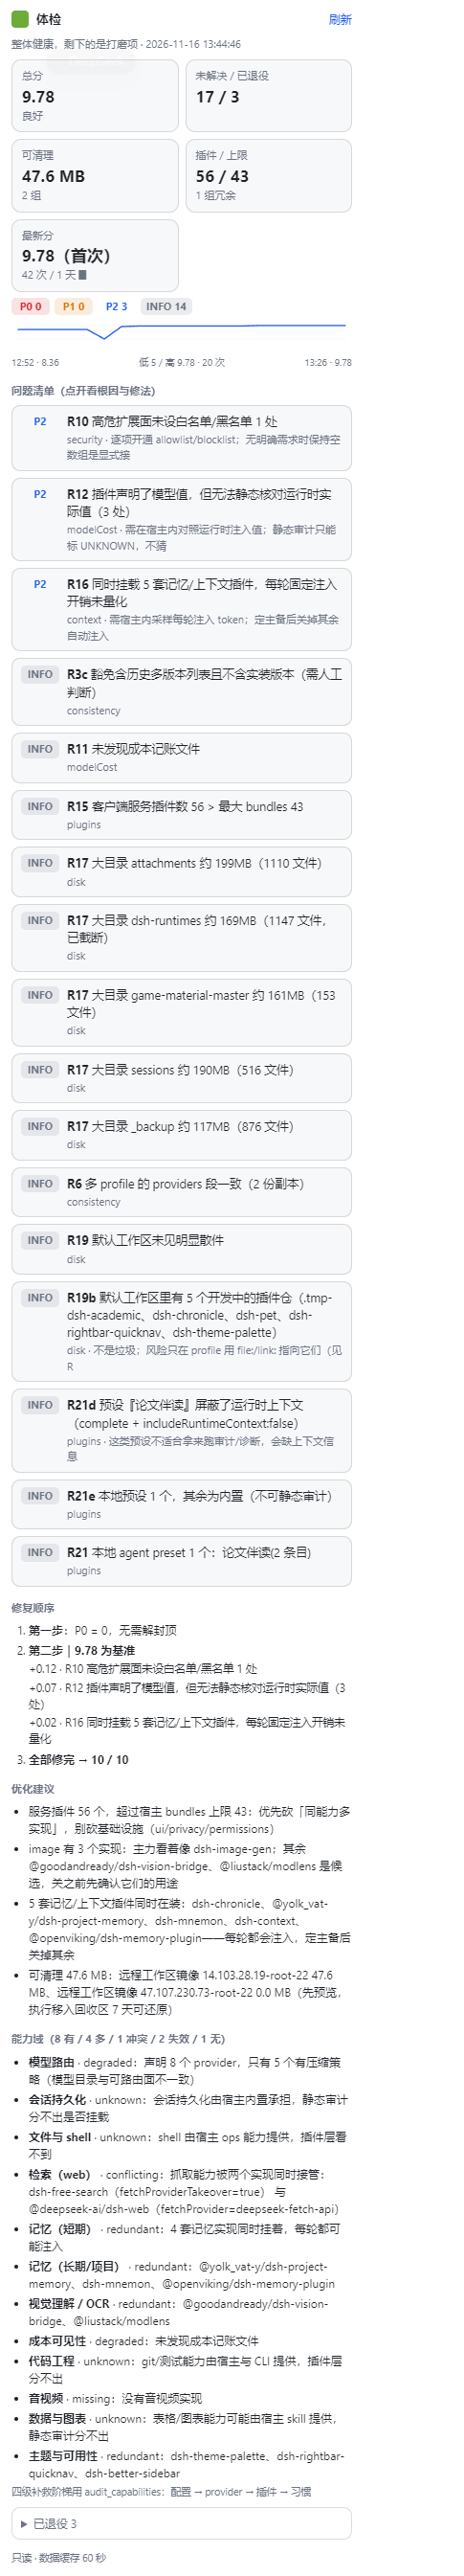 体检
刷新
整体健康，剩下的是打磨项 · 2026-11-16 13:44:46
总分
9.78
良好
未解决 / 已退役
17 / 3
可清理
47.6 MB
2 组
插件 / 上限
56 / 43
1 组冗余
最新分
9.78（首次）
42 次 / 1 天
P0 0 P1 0 P2 3 INFO 14
12:52 · 8.36 低 5 / 高 9.78 · 20 次 13:26 · 9.78
问题清单（点开看根因与修法）
P2 R10 高危扩展面未设白名单/黑名单 1 处
security · 逐项开通 allowlist/blocklist；无明确需求时保持空
数组是显式接
P2 R12 插件声明了模型值，但无法静态核对运行时实
际值（3 处）
modelCost · 需在宿主内对照运行时注入值；静态审计只能
标 UNKNOWN，不猜
P2 R16 同时挂载 5 套记忆/上下文插件，每轮固定注入
开销未量化
context · 需宿主内采样每轮注入 token；定主备后关掉其余
自动注入
INFO R3c 豁免含历史多版本列表且不含实装版本（需人工
判断）
consistency
INFO R11 未发现成本记账文件
modelCost
INFO R15 客户端服务插件数 56 > 最大 bundles 43
plugins
INFO R17 大目录 attachments 约 199MB（1110 文件）
disk
INFO R17 大目录 dsh-runtimes 约 169MB（1147 文件，
已截断）
disk
INFO R17 大目录 game-material-master 约 161MB（153
文件）
disk
INFO R17 大目录 sessions 约 190MB（516 文件）
disk
INFO R17 大目录 _backup 约 117MB（876 文件）
disk
INFO R6 多 profile 的 providers 段一致（2 份副本）
consistency
INFO R19 默认工作区未见明显散件
disk
INFO R19b 默认工作区里有 5 个开发中的插件仓（.tmp-
dsh-academic、dsh-chronicle、dsh-pet、dsh-
rightbar-quicknav、dsh-theme-palette）
disk · 不是垃圾；风险只在 profile 用 file:/link: 指向它们（见
R
INFO R21d 预设『论文伴读』屏蔽了运行时上下文
（complete + includeRuntimeContext:false）
plugins · 这类预设不适合拿来跑审计/诊断，会缺上下文信
息
INFO R21e 本地预设 1 个，其余为内置（不可静态审计）
plugins
INFO R21 本地 agent preset 1 个：论文伴读(2 条目)
plugins
修复顺序
1. 第一步：P0 = 0，无需解封顶
2. 第二步 | 9.78 为基准
+0.12 · R10 高危扩展面未设白名单/黑名单 1 处
+0.07 · R12 插件声明了模型值，但无法静态核对运行时实际值（3
处）
+0.02 · R16 同时挂载 5 套记忆/上下文插件，每轮固定注入开销未
量化
3. 全部修完 → 10 / 10
优化建议
• 服务插件 56 个，超过宿主 bundles 上限 43：优先砍「同能力多
实现」，别砍基础设施（ui/privacy/permissions）
• image 有 3 个实现：主力看着像 dsh-image-gen；其余
@goodandready/dsh-vision-bridge、@liustack/modlens 是候
选，关之前先确认它们的用途
• 5 套记忆/上下文插件同时在装：dsh-chronicle、@yolk_vat-
y/dsh-project-memory、dsh-mnemon、dsh-context、
@openviking/dsh-memory-plugin——每轮都会注入，定主备后
关掉其余
• 可清理 47.6 MB：远程工作区镜像 14.103.28.19-root-22 47.6
MB、远程工作区镜像 47.107.230.73-root-22 0.0 MB（先预览，
执行移入回收区 7 天可还原）
能力域（8 有 / 4 多 / 1 冲突 / 2 失效 / 1 无）
• 模型路由 · degraded：声明 8 个 provider，只有 5 个有压缩策
略（模型目录与可路由面不一致）
• 会话持久化 · unknown：会话持久化由宿主内置承担，静态审计
分不出是否挂载
• 文件与 shell · unknown：shell 由宿主 ops 能力提供，插件层看
不到
• 检索（web） · conflicting：抓取能力被两个实现同时接管：
dsh-free-search（fetchProviderTakeover=true） 与
@deepseek-ai/dsh-web（fetchProvider=deepseek-fetch-api）
• 记忆（短期） · redundant：4 套记忆实现同时挂着，每轮都可
能注入
• 记忆（长期/项目） · redundant：@yolk_vat-y/dsh-project-
memory、dsh-mnemon、@openviking/dsh-memory-plugin
• 视觉理解 / OCR · redundant：@goodandready/dsh-vision-
bridge、@liustack/modlens
• 成本可见性 · degraded：未发现成本记账文件
• 代码工程 · unknown：git/测试能力由宿主与 CLI 提供，插件层
分不出
• 音视频 · missing：没有音视频实现
• 数据与图表 · unknown：表格/图表能力可能由宿主 skill 提供，
静态审计分不出
• 主题与可用性 · redundant：dsh-theme-palette、dsh-rightbar-
quicknav、dsh-better-sidebar
四级补救阶梯用 audit_capabilities：配置 → provider → 插件 → 习惯
▶ 已退役 3
只读 · 数据缓存 60 秒